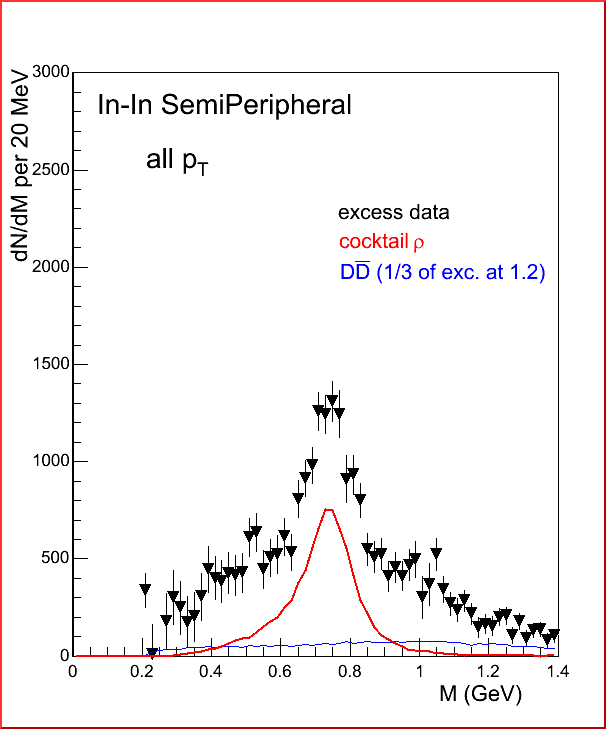 3000
In-In SemiPeripheral
dN/dM per 20 MeV
all pT
2500
excess data
cocktail ρ
DD̅ (1/3 of exc. at 1.2)
2000
1500
1000
500
0
0 0.2 0.4 0.6 0.8 1 1.2 1.4
M (GeV)